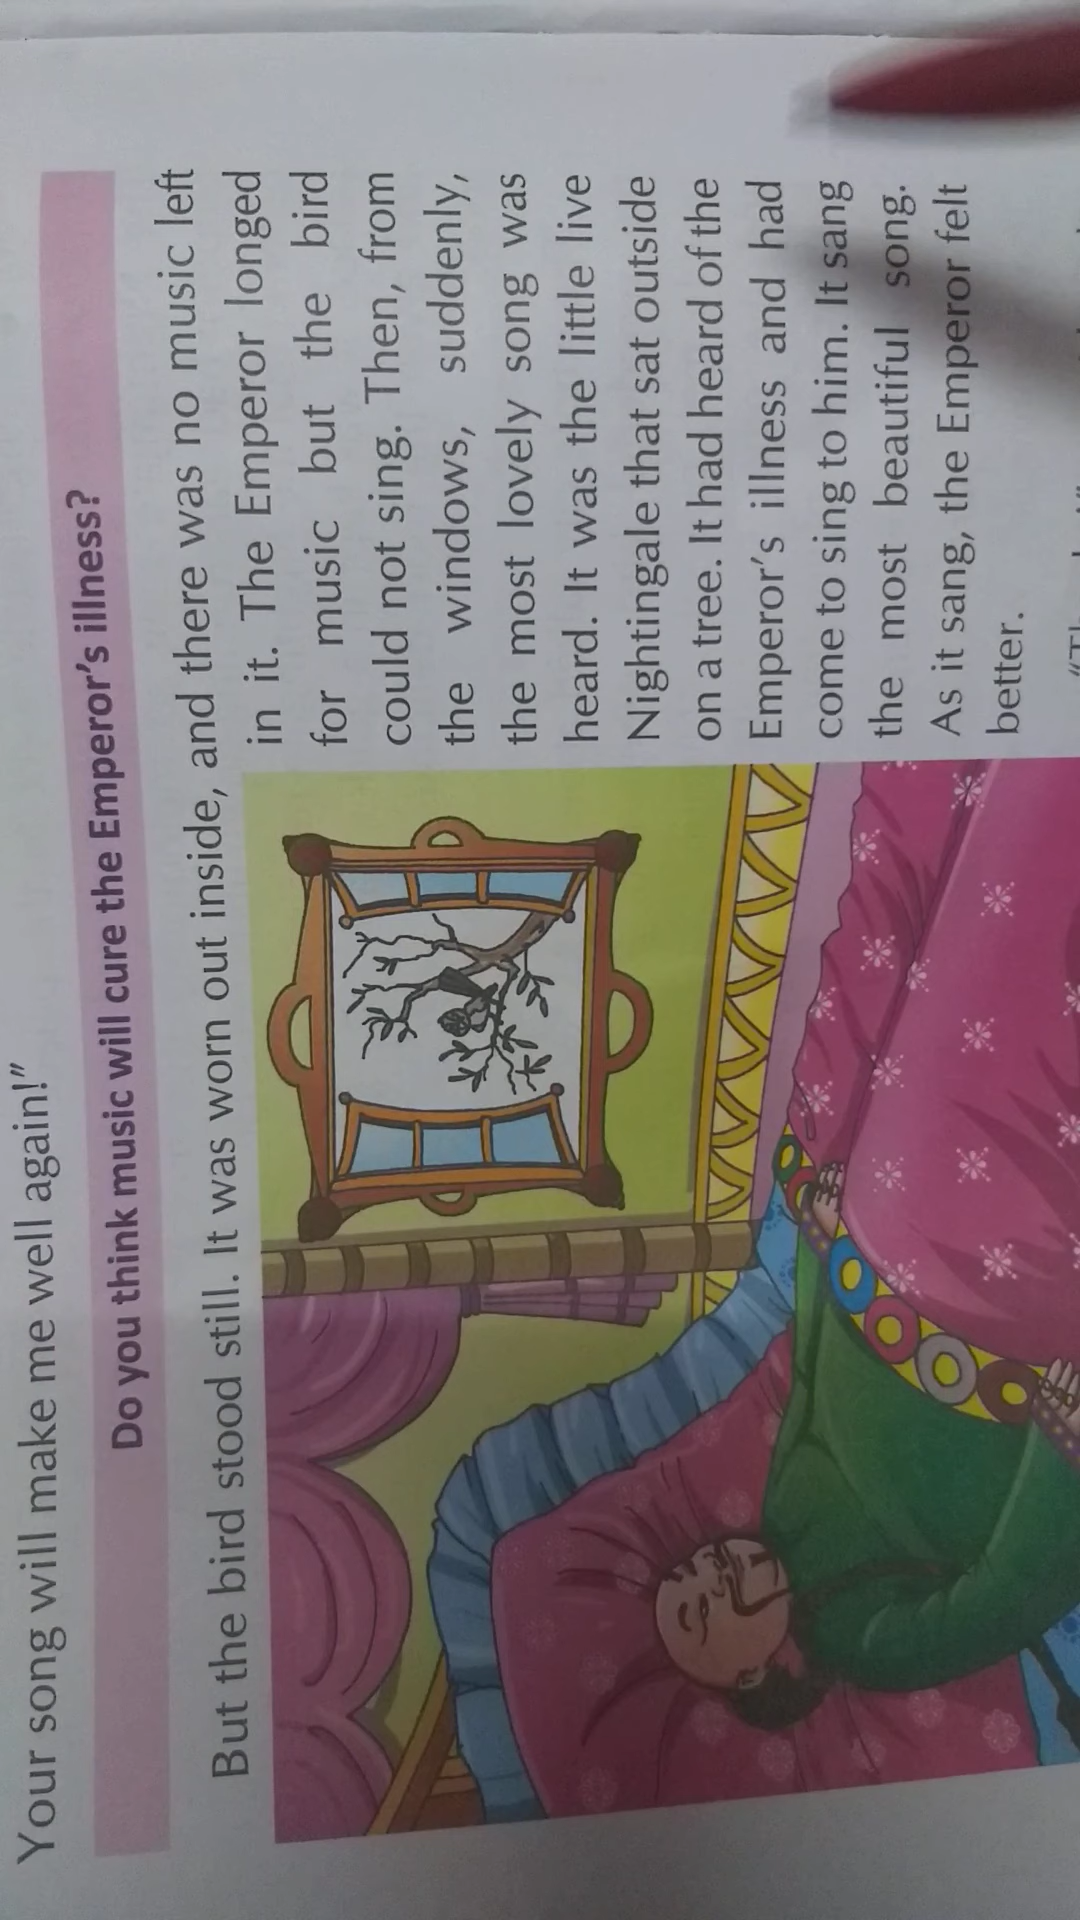 Your song will make me well again!”
Do you think music will cure the Emperor’s illness?
But the bird stood still. It was worn out inside, and there was no music left
in it. The Emperor longed
for music but the bird
could not sing. Then, from
the windows, suddenly,
the most lovely song was
heard. It was the little live
Nightingale that sat outside
on a tree. It had heard of the
Emperor’s illness and had
come to sing to him. It sang
the most beautiful song.
As it sang, the Emperor felt
better.